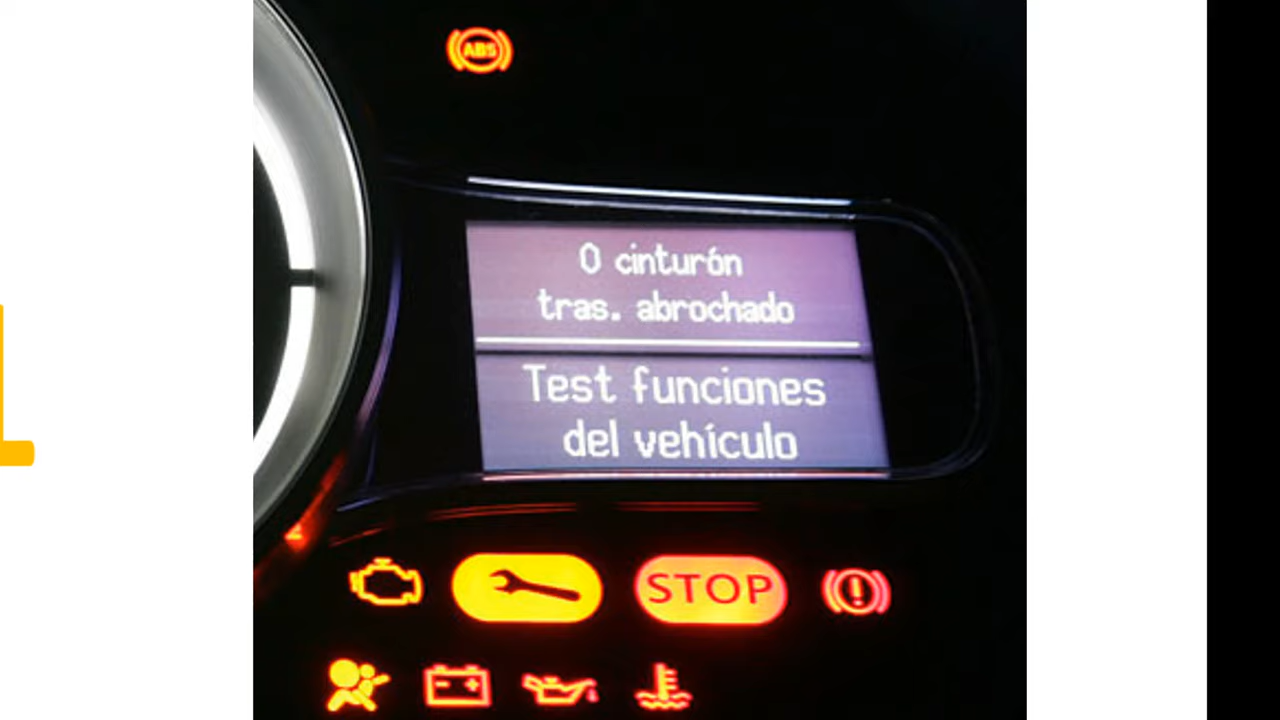 ABS
0 cinturón
tras. abrochado
Test funciones
del vehículo
STOP